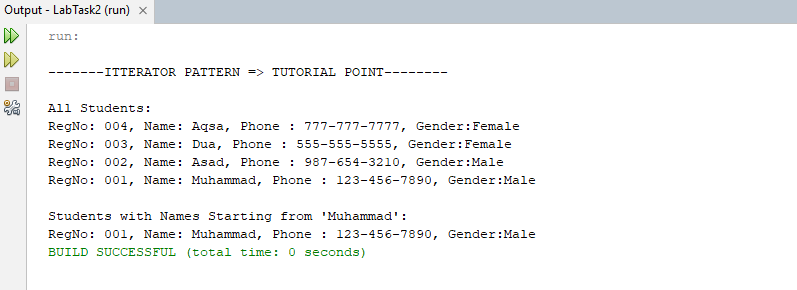 Output - LabTask2 (run) ×
run:
-------ITTERATOR PATTERN => TUTORIAL POINT--------
All Students:
RegNo: 004, Name: Aqsa, Phone : 777-777-7777, Gender:Female
RegNo: 003, Name: Dua, Phone : 555-555-5555, Gender:Female
RegNo: 002, Name: Asad, Phone : 987-654-3210, Gender:Male
RegNo: 001, Name: Muhammad, Phone : 123-456-7890, Gender:Male
Students with Names Starting from 'Muhammad':
RegNo: 001, Name: Muhammad, Phone : 123-456-7890, Gender:Male
BUILD SUCCESSFUL (total time: 0 seconds)